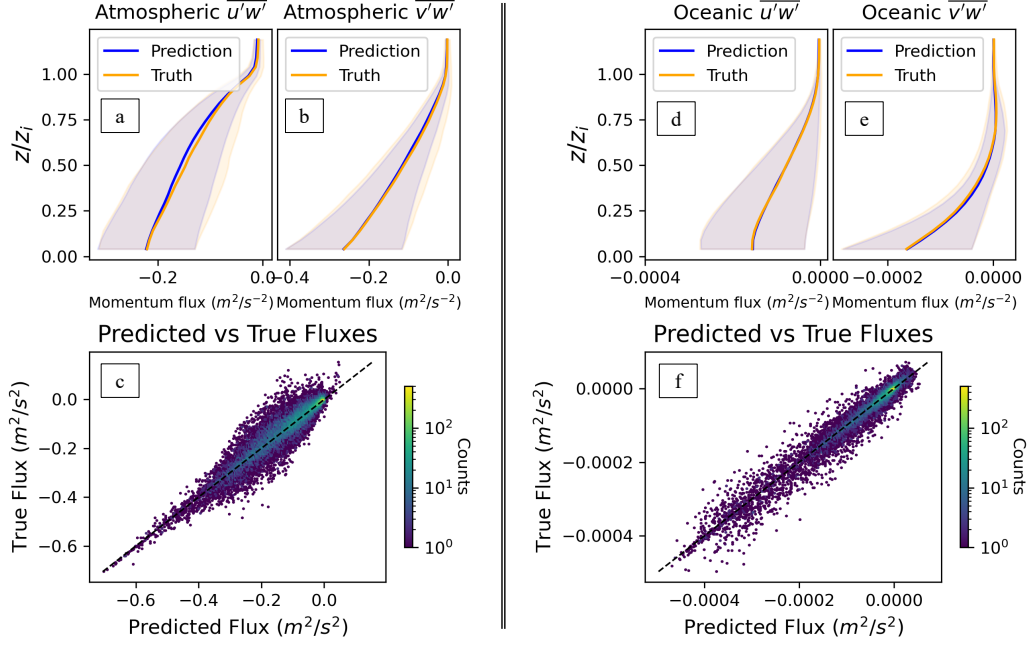 Atmospheric u′w′
Atmospheric v′w′
Oceanic u′w′
Oceanic v′w′
Prediction
Truth
Prediction
Truth
Prediction
Truth
Prediction
Truth
a
b
d
e
z/z_i
1.00
0.75
0.50
0.25
0.00
z/z_i
1.00
0.75
0.50
0.25
0.00
−0.2
0.0
−0.4
−0.2
0.0
−0.0004
0.0000
−0.0002
0.0000
Momentum flux (m²/s⁻²)
Momentum flux (m²/s⁻²)
Momentum flux (m²/s⁻²)
Momentum flux (m²/s⁻²)
Predicted vs True Fluxes
c
True Flux (m²/s²)
0.0
−0.2
−0.4
−0.6
−0.6
−0.4
−0.2
0.0
Predicted Flux (m²/s²)
10²
10¹
10⁰
Counts
Predicted vs True Fluxes
f
True Flux (m²/s²)
0.0000
−0.0002
−0.0004
−0.0004
−0.0002
0.0000
Predicted Flux (m²/s²)
10²
10¹
10⁰
Counts